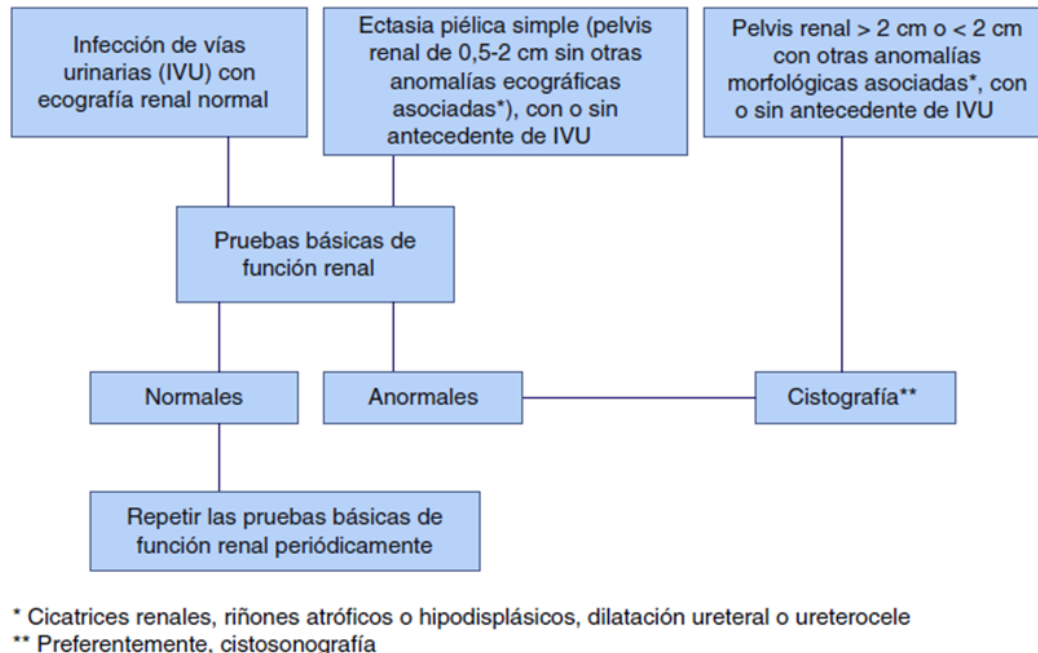 Infección de vías
urinarias (IVU) con
ecografía renal normal
Ectasia piélica simple (pelvis
renal de 0,5-2 cm sin otras
anomalías ecográficas
asociadas*), con o sin
antecedente de IVU
Pelvis renal > 2 cm o < 2 cm
con otras anomalías
morfológicas asociadas*, con
o sin antecedente de IVU
Pruebas básicas de
función renal
Normales
Anormales
Cistografía**
Repetir las pruebas básicas de
función renal periódicamente
* Cicatrices renales, riñones atróficos o hipodisplásicos, dilatación ureteral o ureterocele
** Preferentemente, cistosonografía